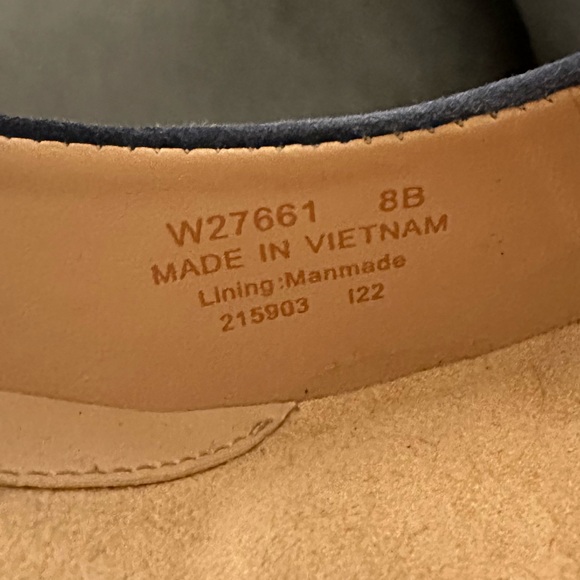 W27661 8B
MADE IN VIETNAM
Lining:Manmade
215903 I22